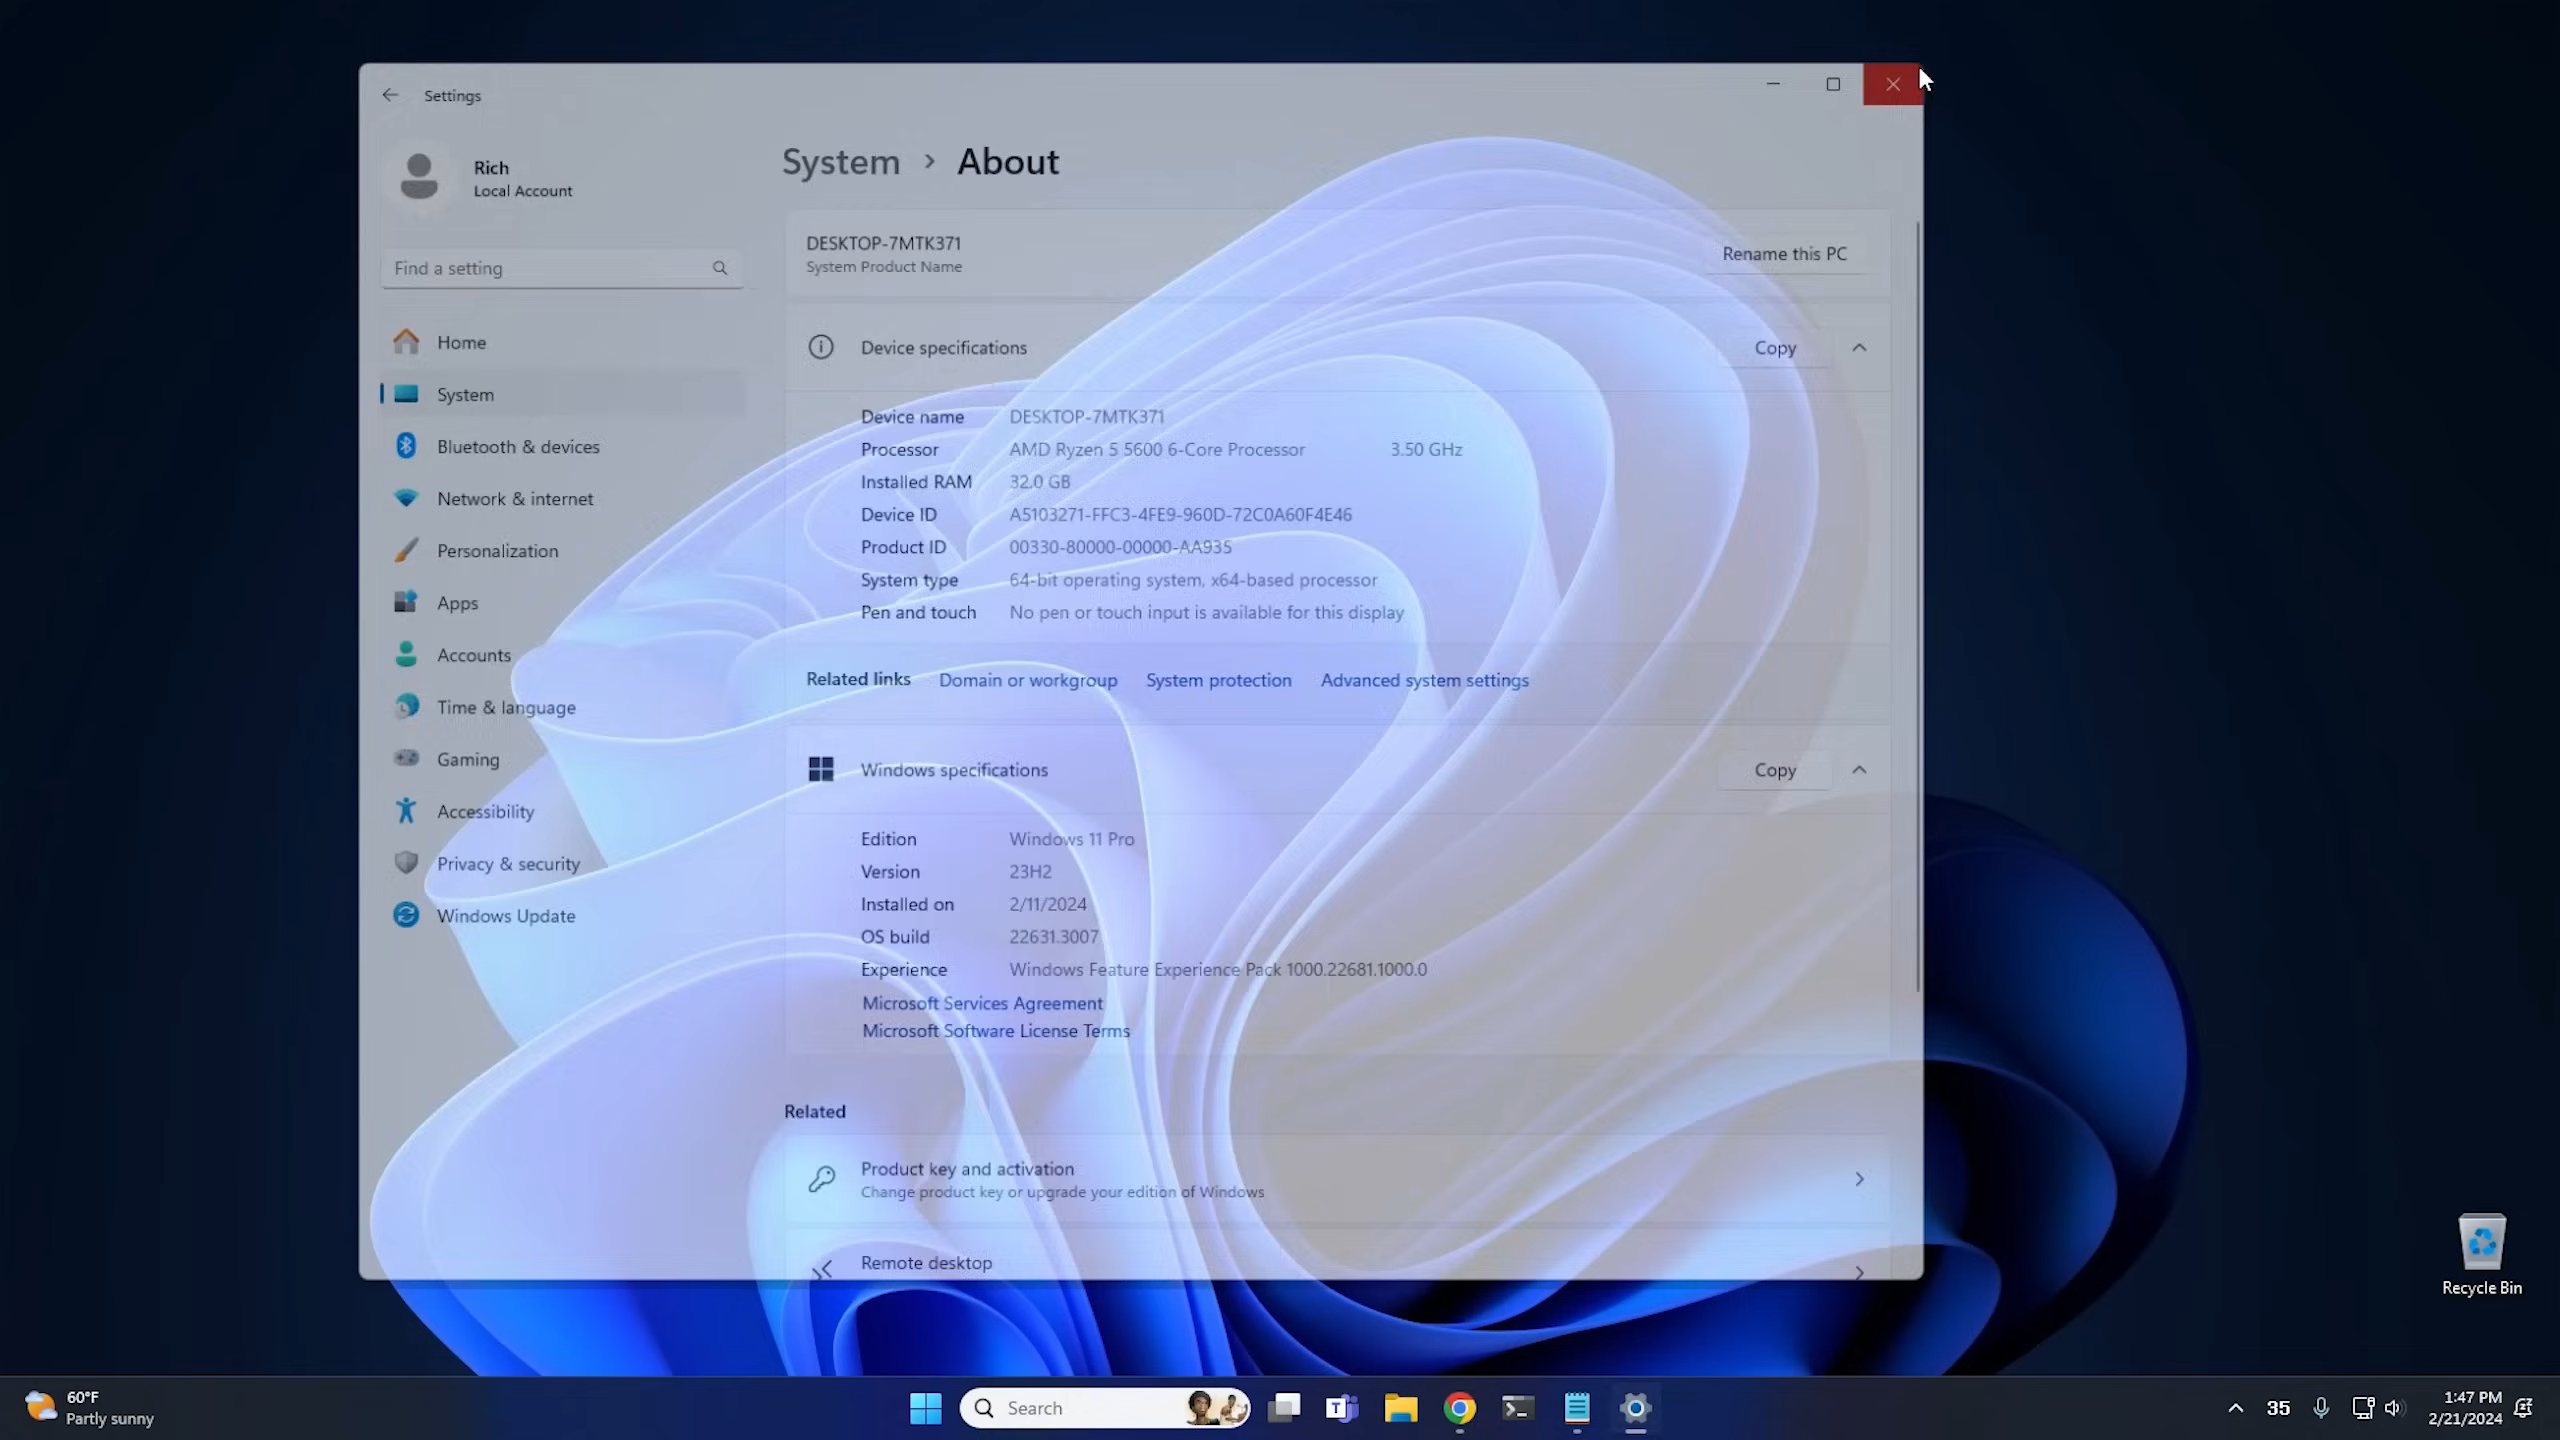 Settings
Rich
Local Account
Find a setting
Home
System
Bluetooth & devices
Network & internet
Personalization
Apps
Accounts
Time & language
Gaming
Accessibility
Privacy & security
Windows Update
System › About
DESKTOP-7MTK371
System Product Name
Rename this PC
Device specifications
Copy
Device name DESKTOP-7MTK371
Processor AMD Ryzen 5 5600 6-Core Processor 3.50 GHz
Installed RAM 32.0 GB
Device ID A5103271-FFC3-4FE9-960D-72C0A60F4E46
Product ID 00330-80000-00000-AA935
System type 64-bit operating system, x64-based processor
Pen and touch No pen or touch input is available for this display
Related links Domain or workgroup System protection Advanced system settings
Windows specifications
Copy
Edition Windows 11 Pro
Version 23H2
Installed on 2/11/2024
OS build 22631.3007
Experience Windows Feature Experience Pack 1000.22681.1000.0
Microsoft Services Agreement
Microsoft Software License Terms
Related
Product key and activation
Change product key or upgrade your edition of Windows
Remote desktop
Recycle Bin
60°F
Partly sunny
Search
35
1:47 PM
2/21/2024